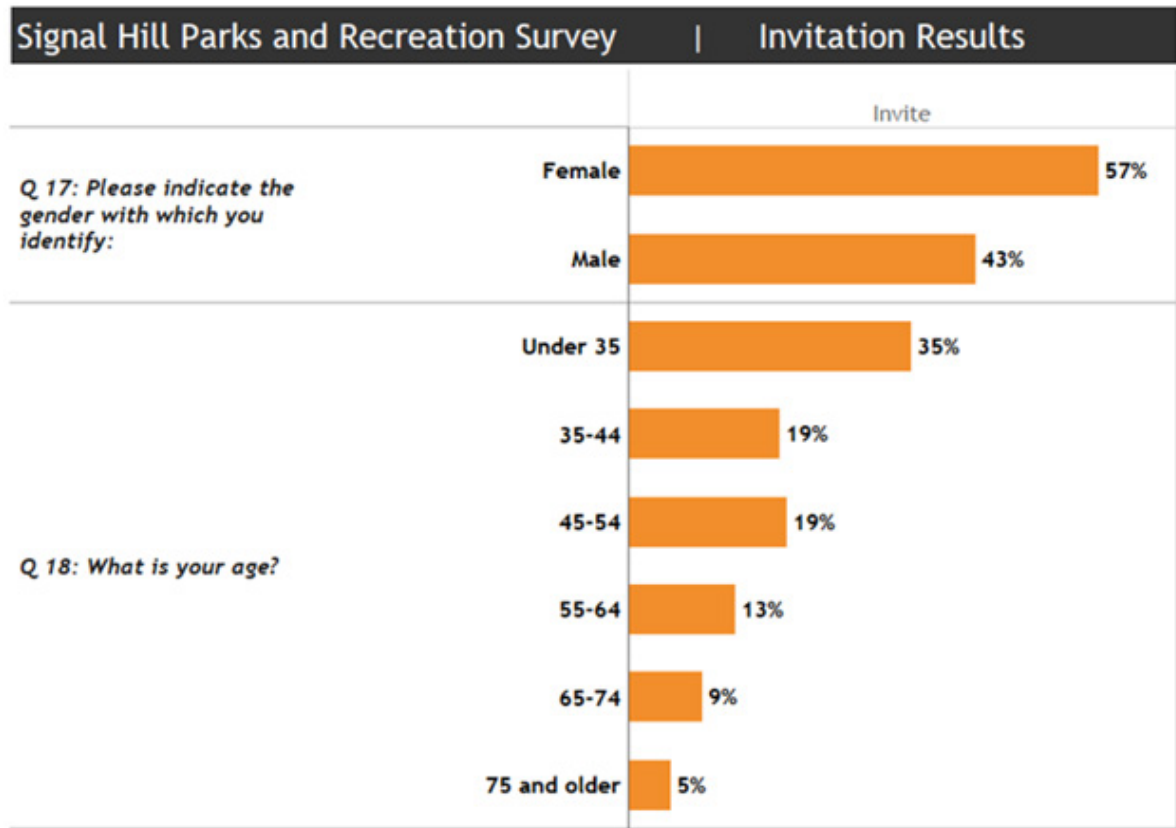 Signal Hill Parks and Recreation Survey | Invitation Results
Invite
Q 17: Please indicate the
gender with which you
identify:
Female 57%
Male 43%
Q 18: What is your age?
Under 35 35%
35-44 19%
45-54 19%
55-64 13%
65-74 9%
75 and older 5%